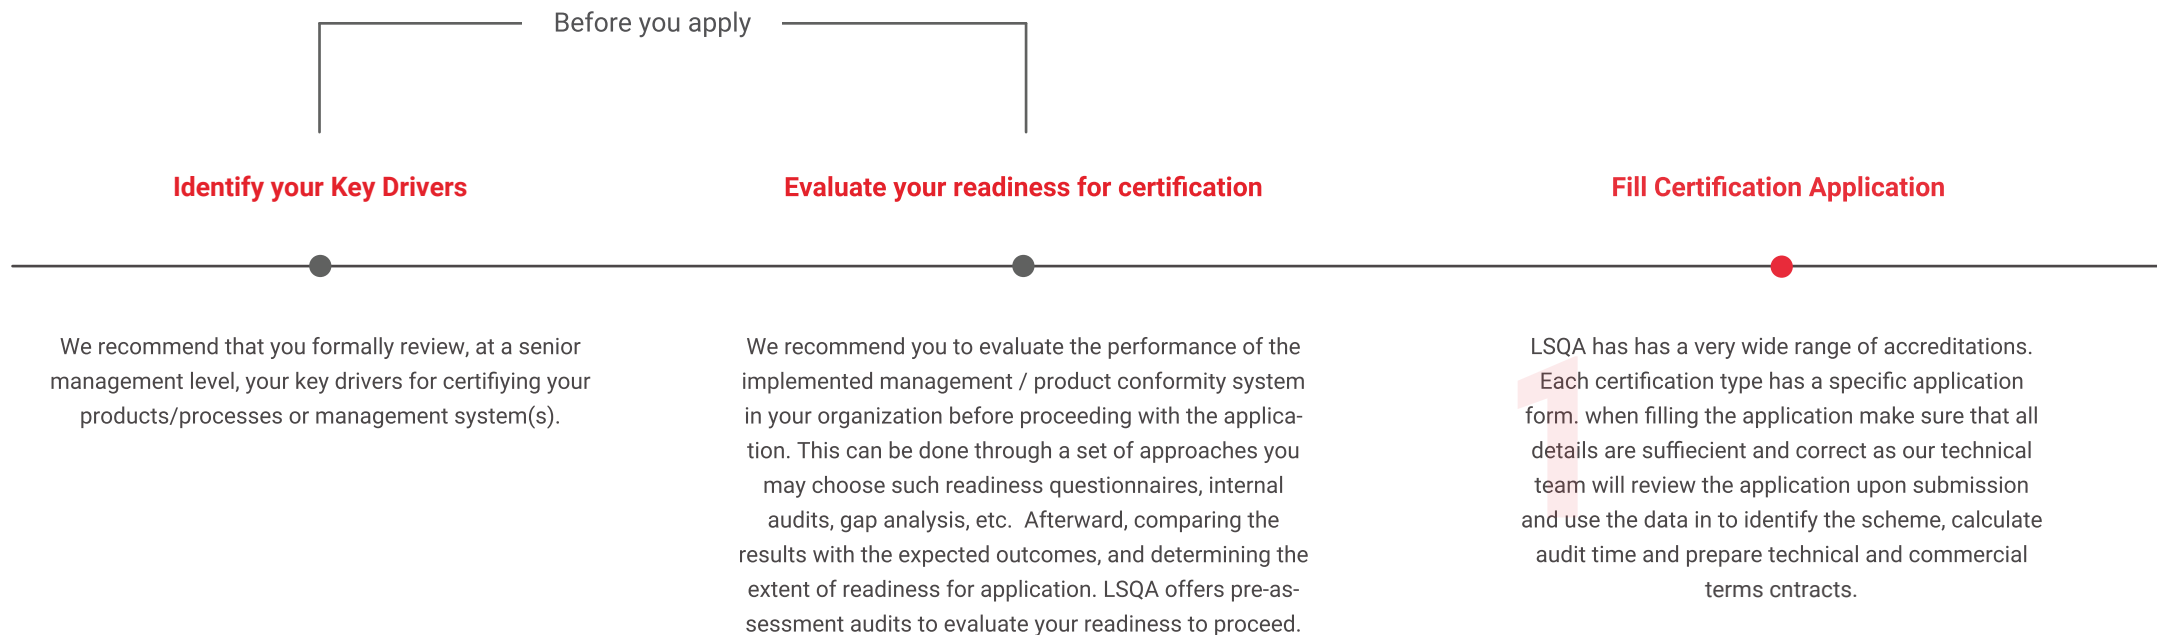 Before you apply
Identify your Key Drivers
We recommend that you formally review, at a senior
management level, your key drivers for certifiying your
products/processes or management system(s).
Evaluate your readiness for certification
We recommend you to evaluate the performance of the
implemented management / product conformity system
in your organization before proceeding with the applica-
tion. This can be done through a set of approaches you
may choose such readiness questionnaires, internal
audits, gap analysis, etc.  Afterward, comparing the
results with the expected outcomes, and determining the
extent of readiness for application. LSQA offers pre-as-
sessment audits to evaluate your readiness to proceed.
Fill Certification Application
1
LSQA has has a very wide range of accreditations.
Each certification type has a specific application
form. when filling the application make sure that all
details are suffiecient and correct as our technical
team will review the application upon submission
and use the data in to identify the scheme, calculate
audit time and prepare technical and commercial
terms cntracts.